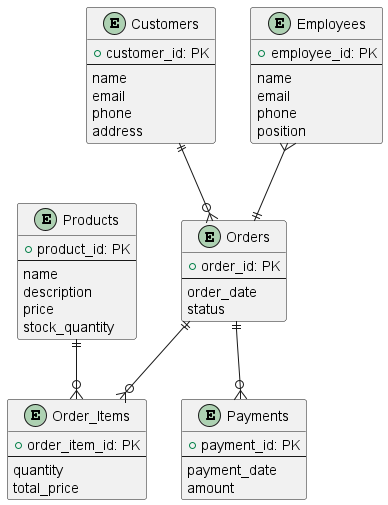 E Customers
customer_id: PK
name
email
phone
address
E Employees
employee_id: PK
name
email
phone
position
E Products
product_id: PK
name
description
price
stock_quantity
E Orders
order_id: PK
order_date
status
E Order_Items
order_item_id: PK
quantity
total_price
E Payments
payment_id: PK
payment_date
amount